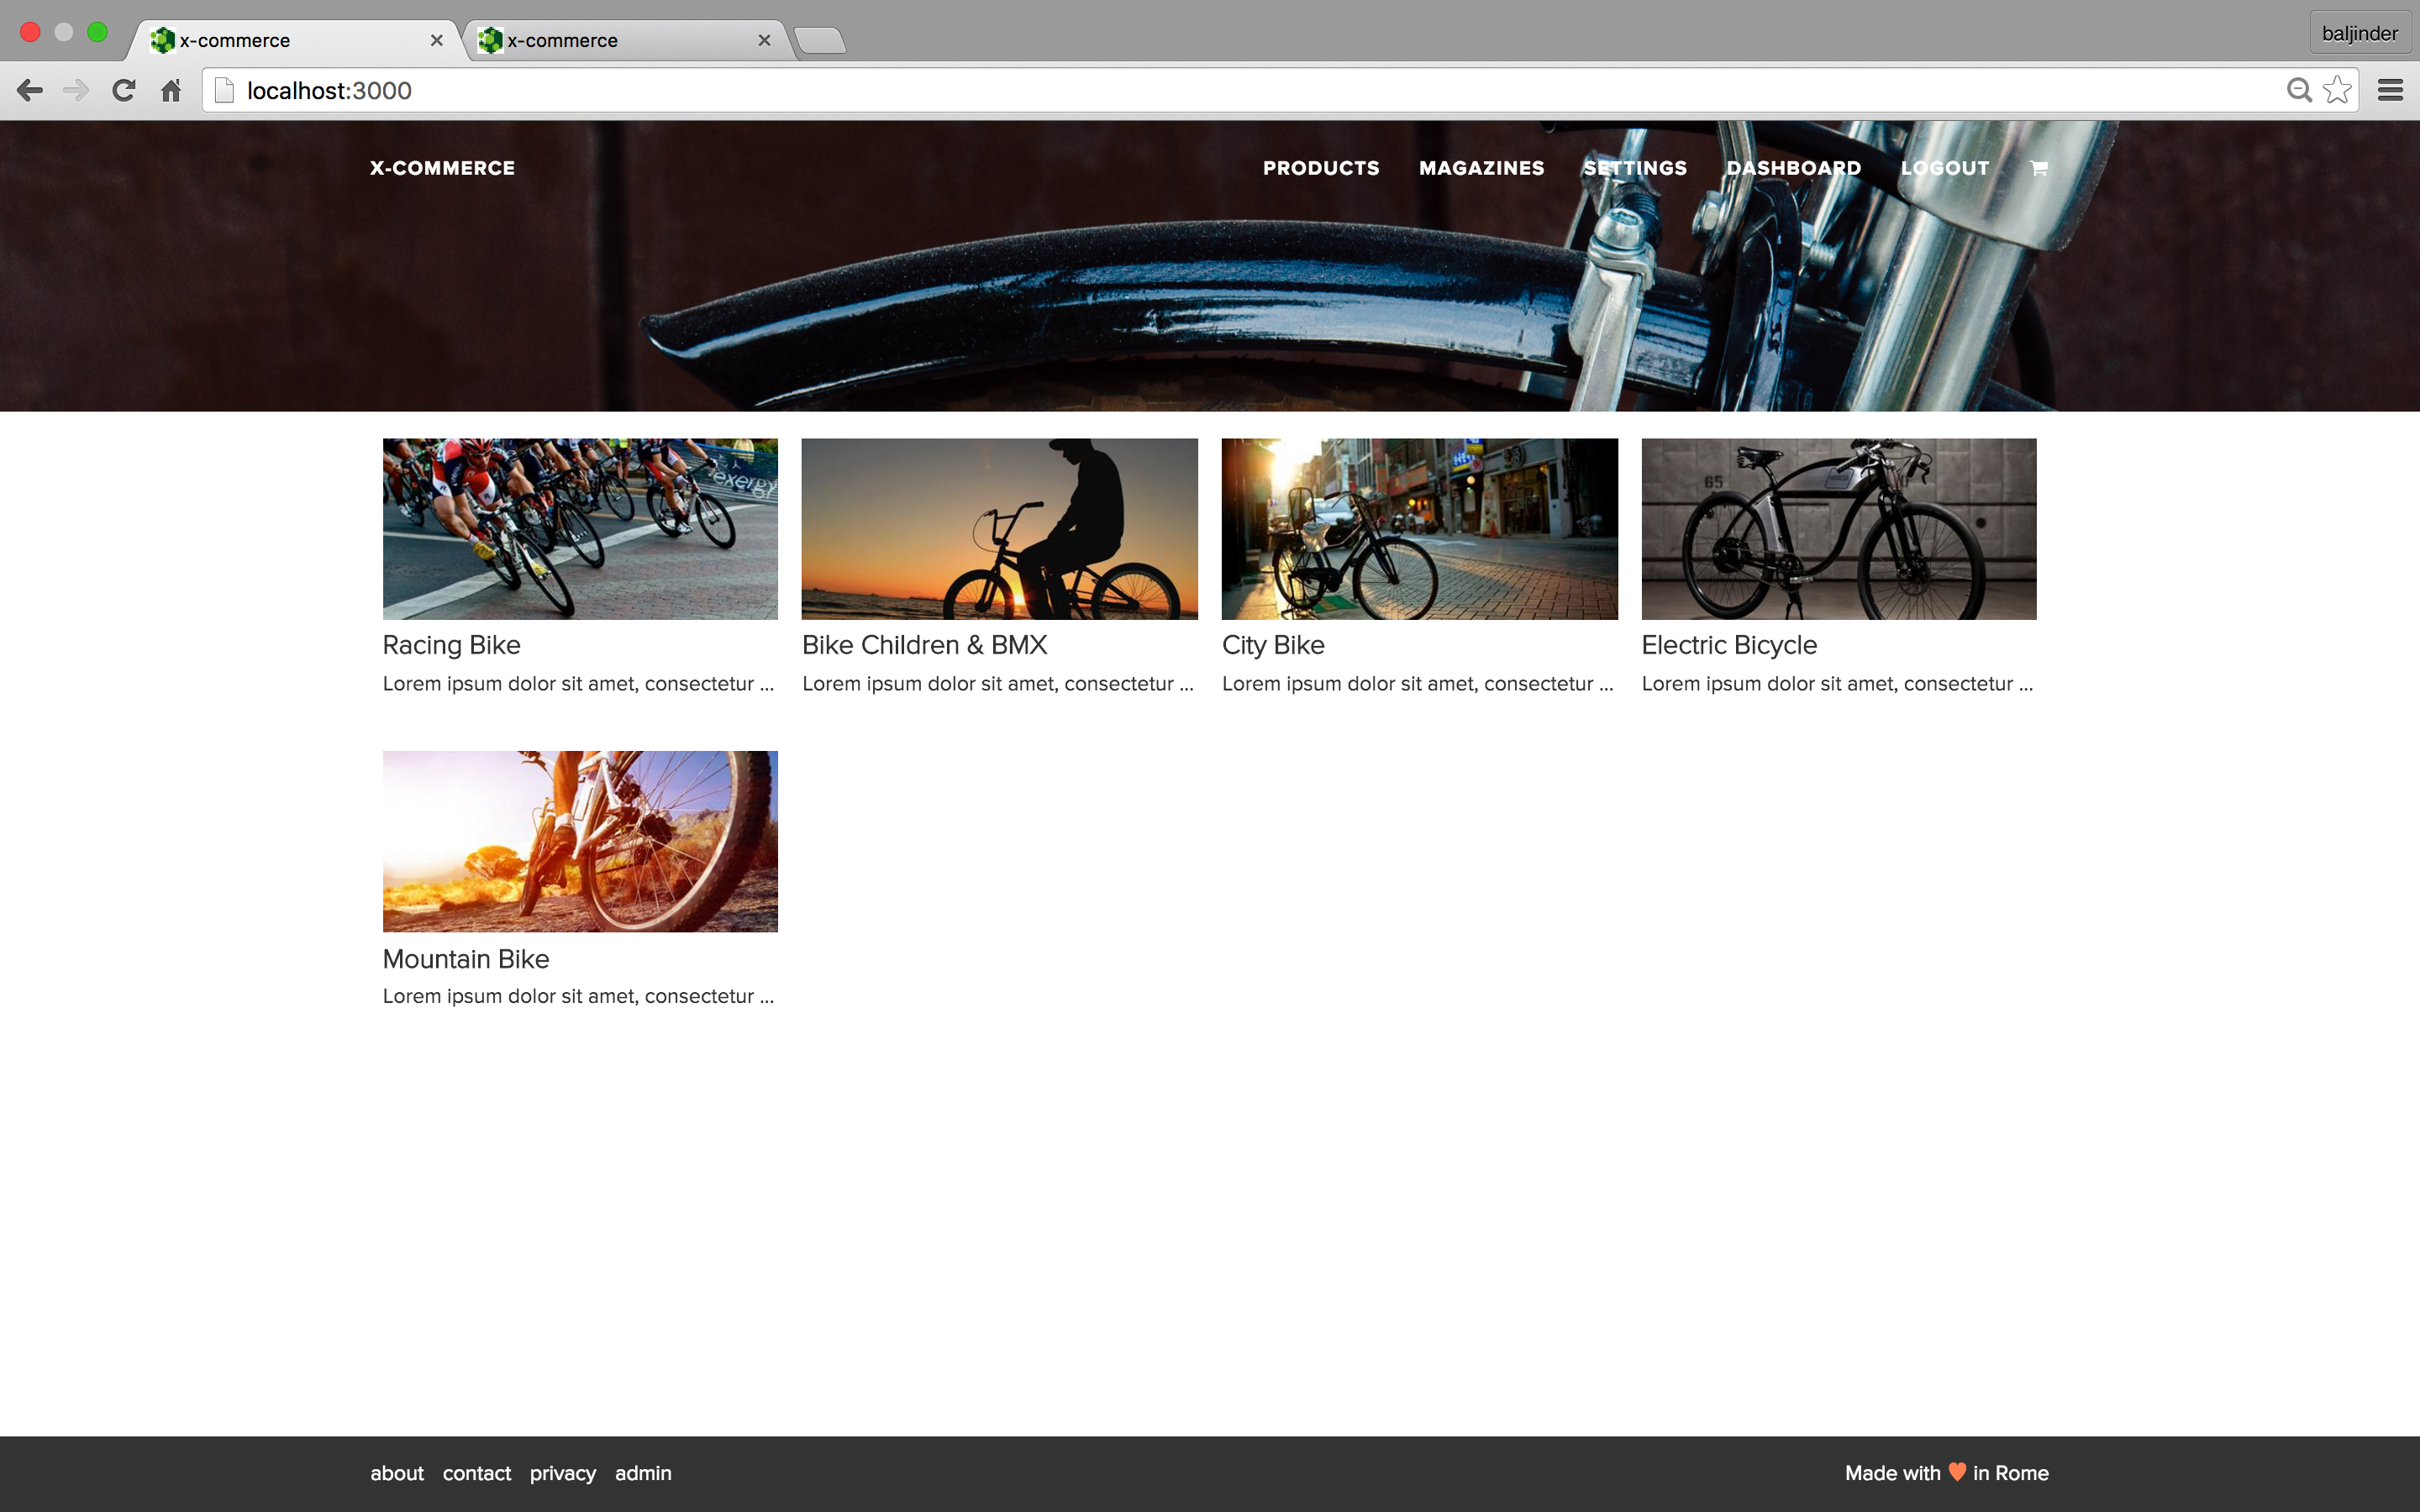 x-commerce
x-commerce
baljinder
localhost:3000
X-COMMERCE
PRODUCTS MAGAZINES SETTINGS DASHBOARD LOGOUT
exergy
65
Racing Bike
Bike Children & BMX
City Bike
Electric Bicycle
Lorem ipsum dolor sit amet, consectetur ...
Lorem ipsum dolor sit amet, consectetur ...
Lorem ipsum dolor sit amet, consectetur ...
Lorem ipsum dolor sit amet, consectetur ...
Mountain Bike
Lorem ipsum dolor sit amet, consectetur ...
about contact privacy admin
Made with ♥ in Rome